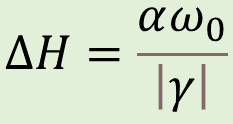 ΔH = αω₀ / |γ|